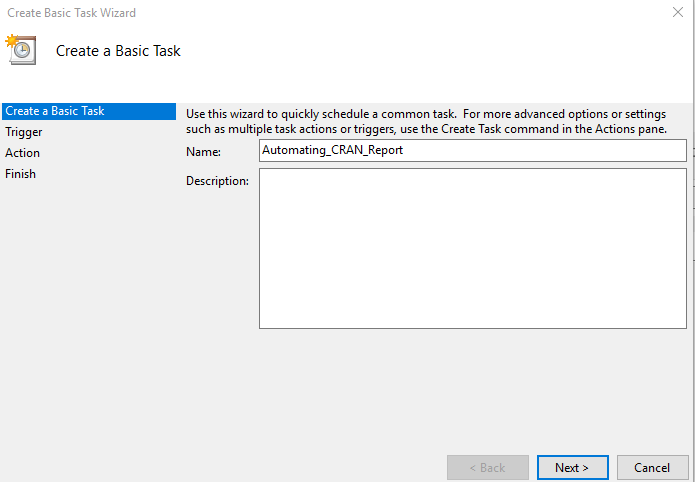 Create Basic Task Wizard
Create a Basic Task
Create a Basic Task
Trigger
Action
Finish
Use this wizard to quickly schedule a common task. For more advanced options or settings
such as multiple task actions or triggers, use the Create Task command in the Actions pane.
Name: Automating_CRAN_Report
Description:
< Back Next > Cancel